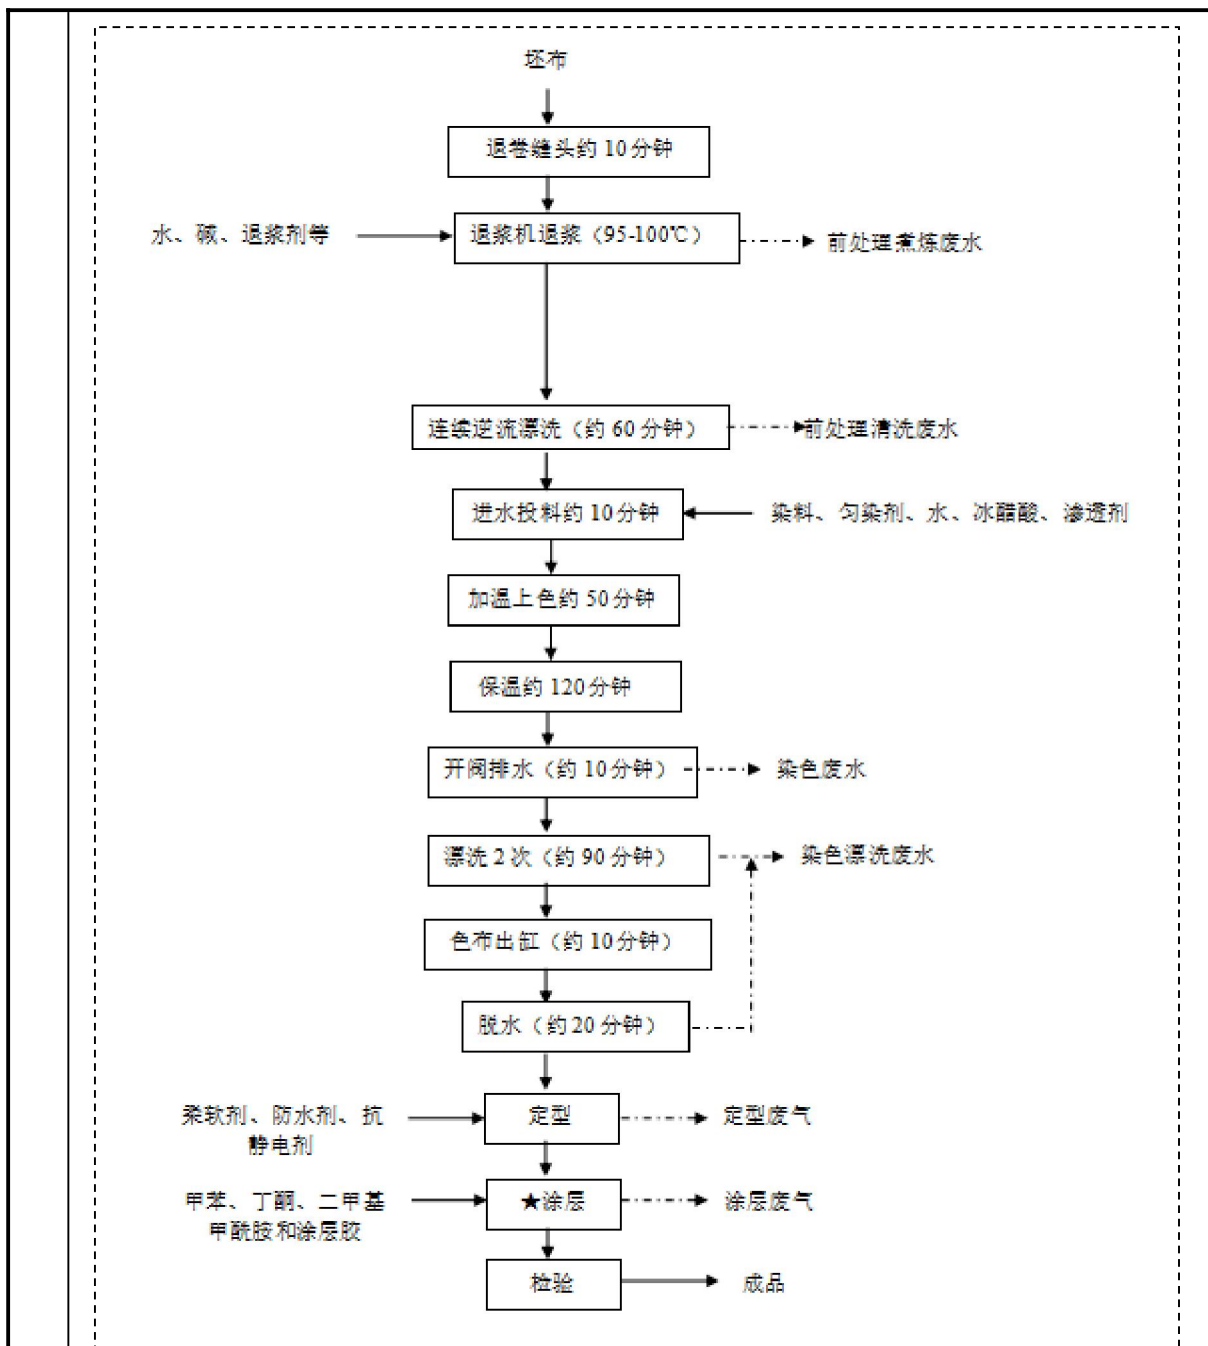 坯布
退卷缝头约 10 分钟
水、碱、退浆剂等
退浆机退浆（95-100℃）
前处理煮炼废水
连续逆流漂洗（约 60 分钟）
前处理清洗废水
进水投料约 10 分钟
染料、匀染剂、水、冰醋酸、渗透剂
加温上色约 50 分钟
保温约 120 分钟
开阀排水（约 10 分钟）
染色废水
漂洗 2 次（约 90 分钟）
染色漂洗废水
色布出缸（约 10 分钟）
脱水（约 20 分钟）
柔软剂、防水剂、抗
静电剂
定型
定型废气
甲苯、丁酮、二甲基
甲酰胺和涂层胶
★涂层
涂层废气
检验
成品